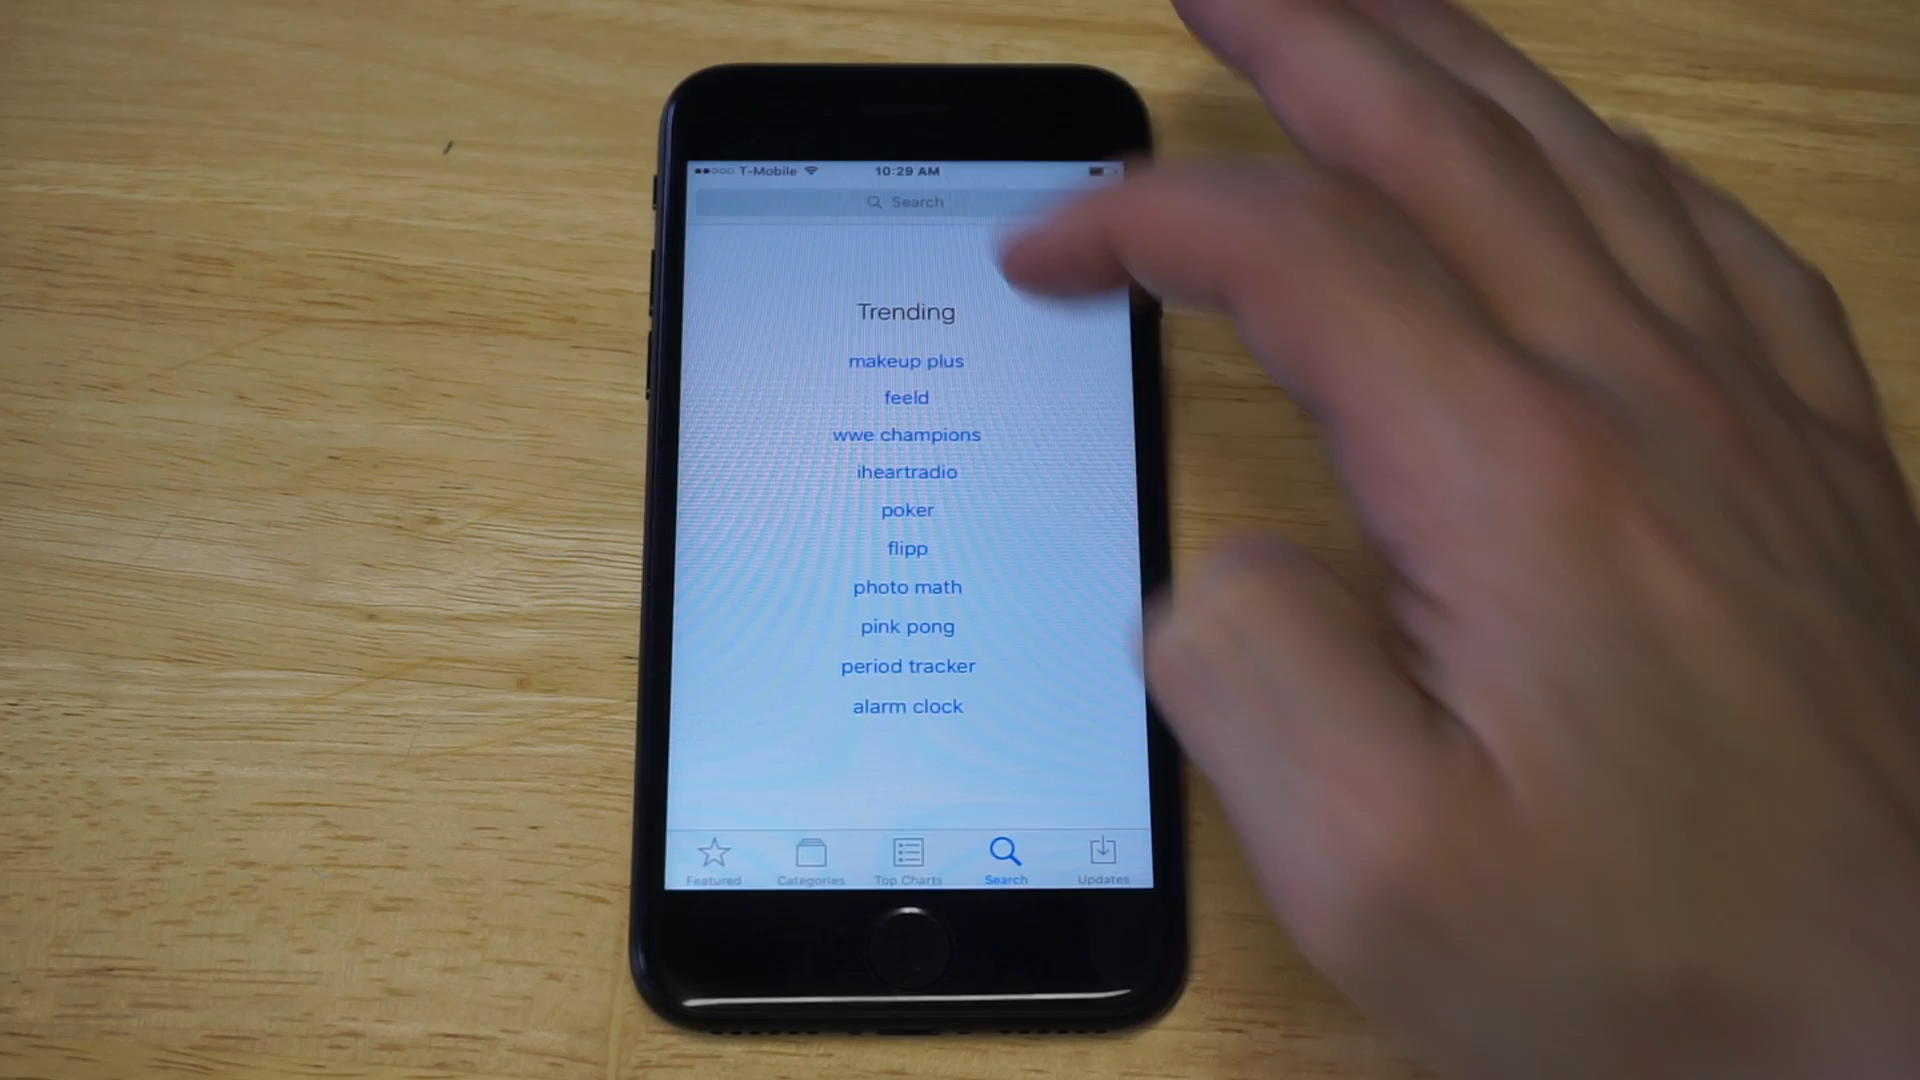 T-Mobile 10:29 AM
Search
Trending
makeup plus
feeld
wwe champions
iheartradio
poker
flipp
photo math
pink pong
period tracker
alarm clock
Featured Categories Top Charts Search Updates